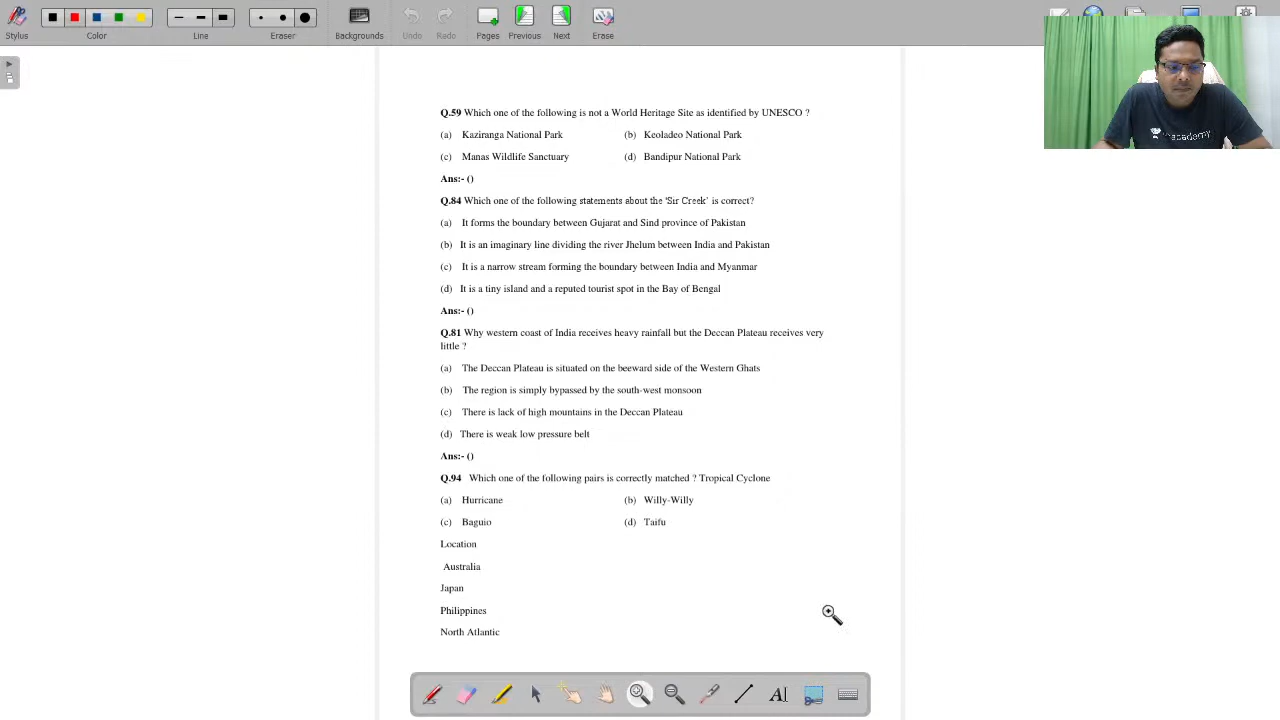 Stylus
Color
Line
Eraser
Backgrounds
Undo
Redo
Pages
Previous
Next
Erase
Q.59 Which one of the following is not a World Heritage Site as identified by UNESCO ?
(a) Kaziranga National Park (b) Keoladeo National Park
(c) Manas Wildlife Sanctuary (d) Bandipur National Park
Ans:- ()
Q.84 Which one of the following statements about the 'Sir Creek' is correct?
(a) It forms the boundary between Gujarat and Sind province of Pakistan
(b) It is an imaginary line dividing the river Jhelum between India and Pakistan
(c) It is a narrow stream forming the boundary between India and Myanmar
(d) It is a tiny island and a reputed tourist spot in the Bay of Bengal
Ans:- ()
Q.81 Why western coast of India receives heavy rainfall but the Deccan Plateau receives very
little ?
(a) The Deccan Plateau is situated on the beeward side of the Western Ghats
(b) The region is simply bypassed by the south-west monsoon
(c) There is lack of high mountains in the Deccan Plateau
(d) There is weak low pressure belt
Ans:- ()
Q.94 Which one of the following pairs is correctly matched ? Tropical Cyclone
(a) Hurricane (b) Willy-Willy
(c) Baguio (d) Taifu
Location
Australia
Japan
Philippines
North Atlantic
AI